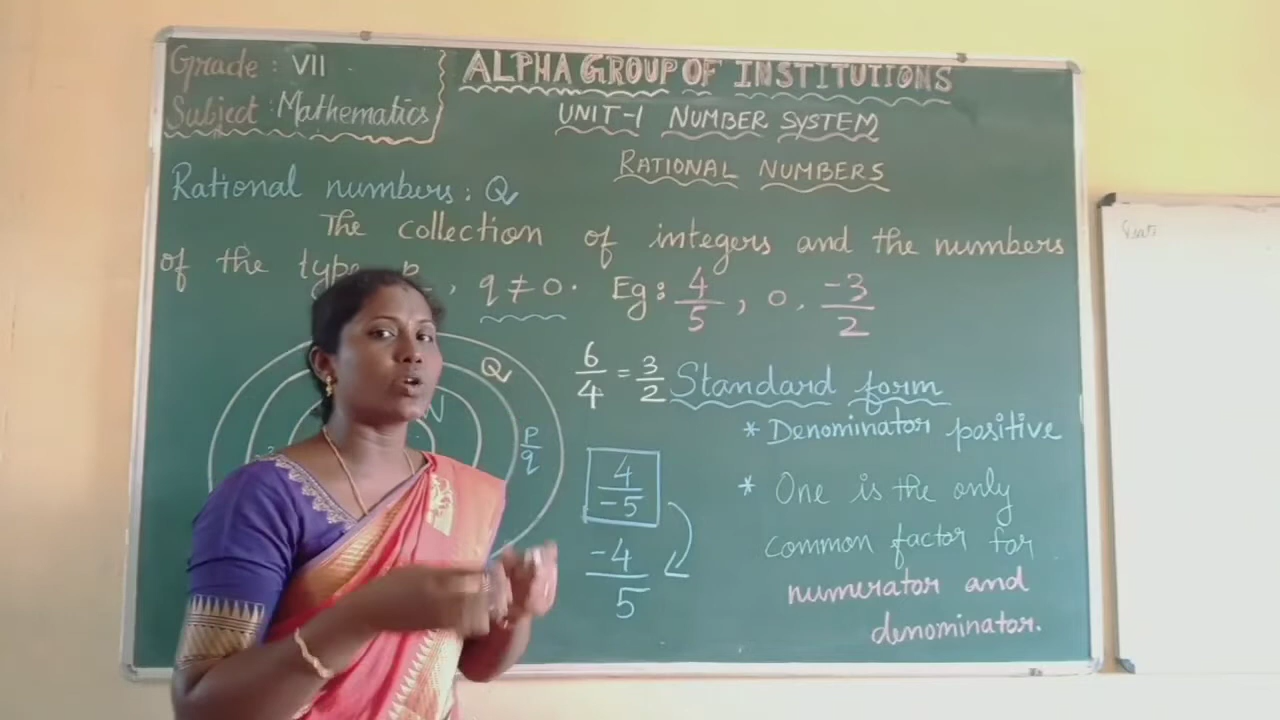 Grade : VII
Subject : Mathematics
ALPHA GROUP OF INSTITUTIONS
UNIT-1 NUMBER SYSTEM
RATIONAL NUMBERS
Rational numbers : Q
The collection of integers and the numbers
of the type p , q ≠ 0. Eg: 4/5 , 0, -3/2
Q
N
p/q
6/4 = 3/2 Standard form
* Denominator positive
4/-5
* One is the only
common factor for
-4/5
numerator and
denominator.